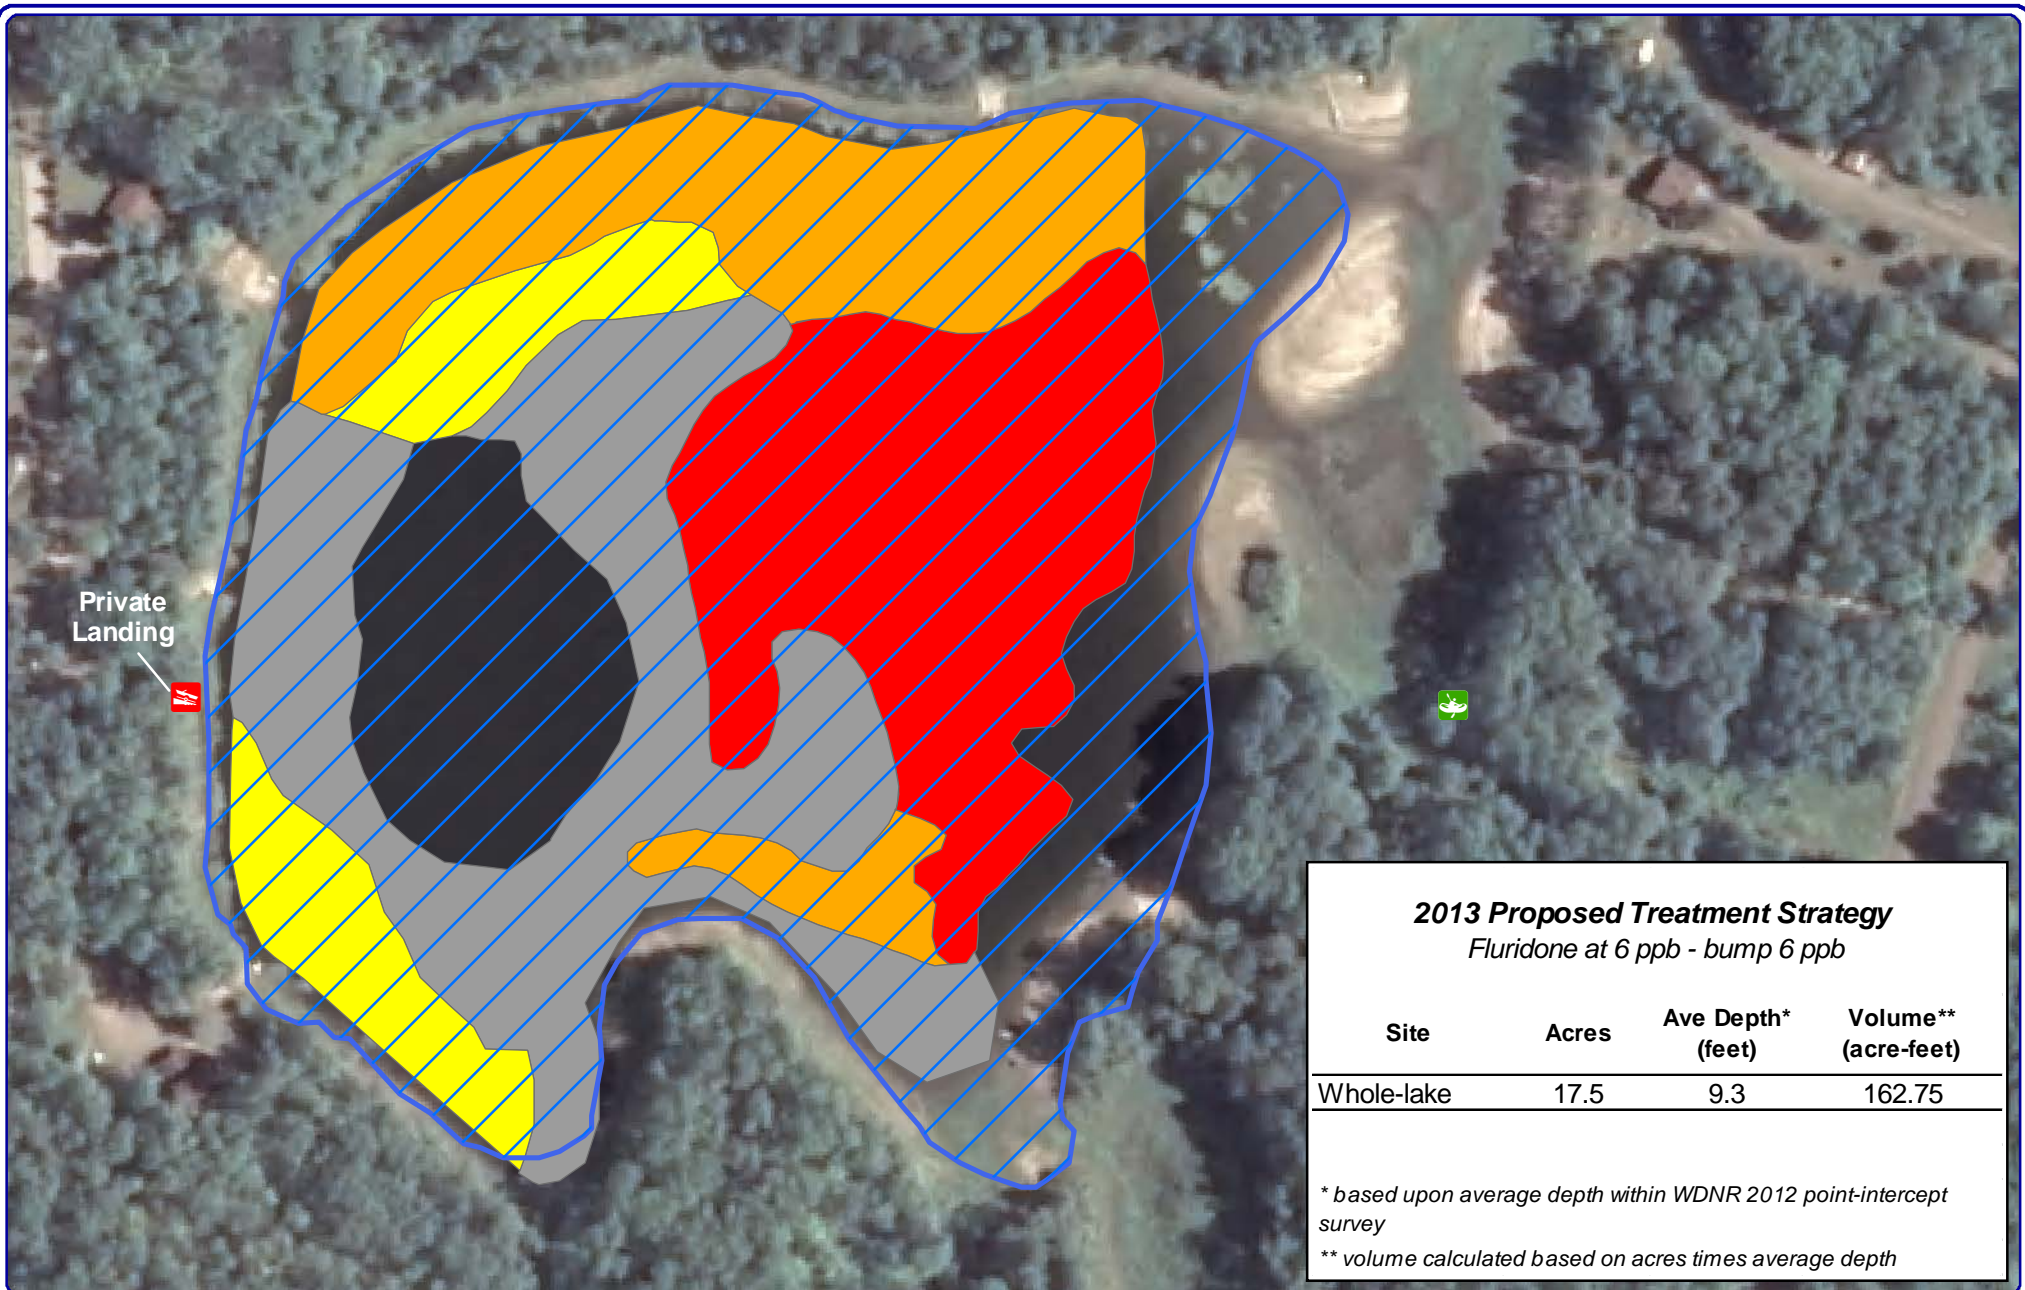 Private
Landing
2013 Proposed Treatment Strategy
Fluridone at 6 ppb - bump 6 ppb
Site Acres Ave Depth* (feet) Volume** (acre-feet)
Whole-lake 17.5 9.3 162.75
* based upon average depth within WDNR 2012 point-intercept
survey
** volume calculated based on acres times average depth